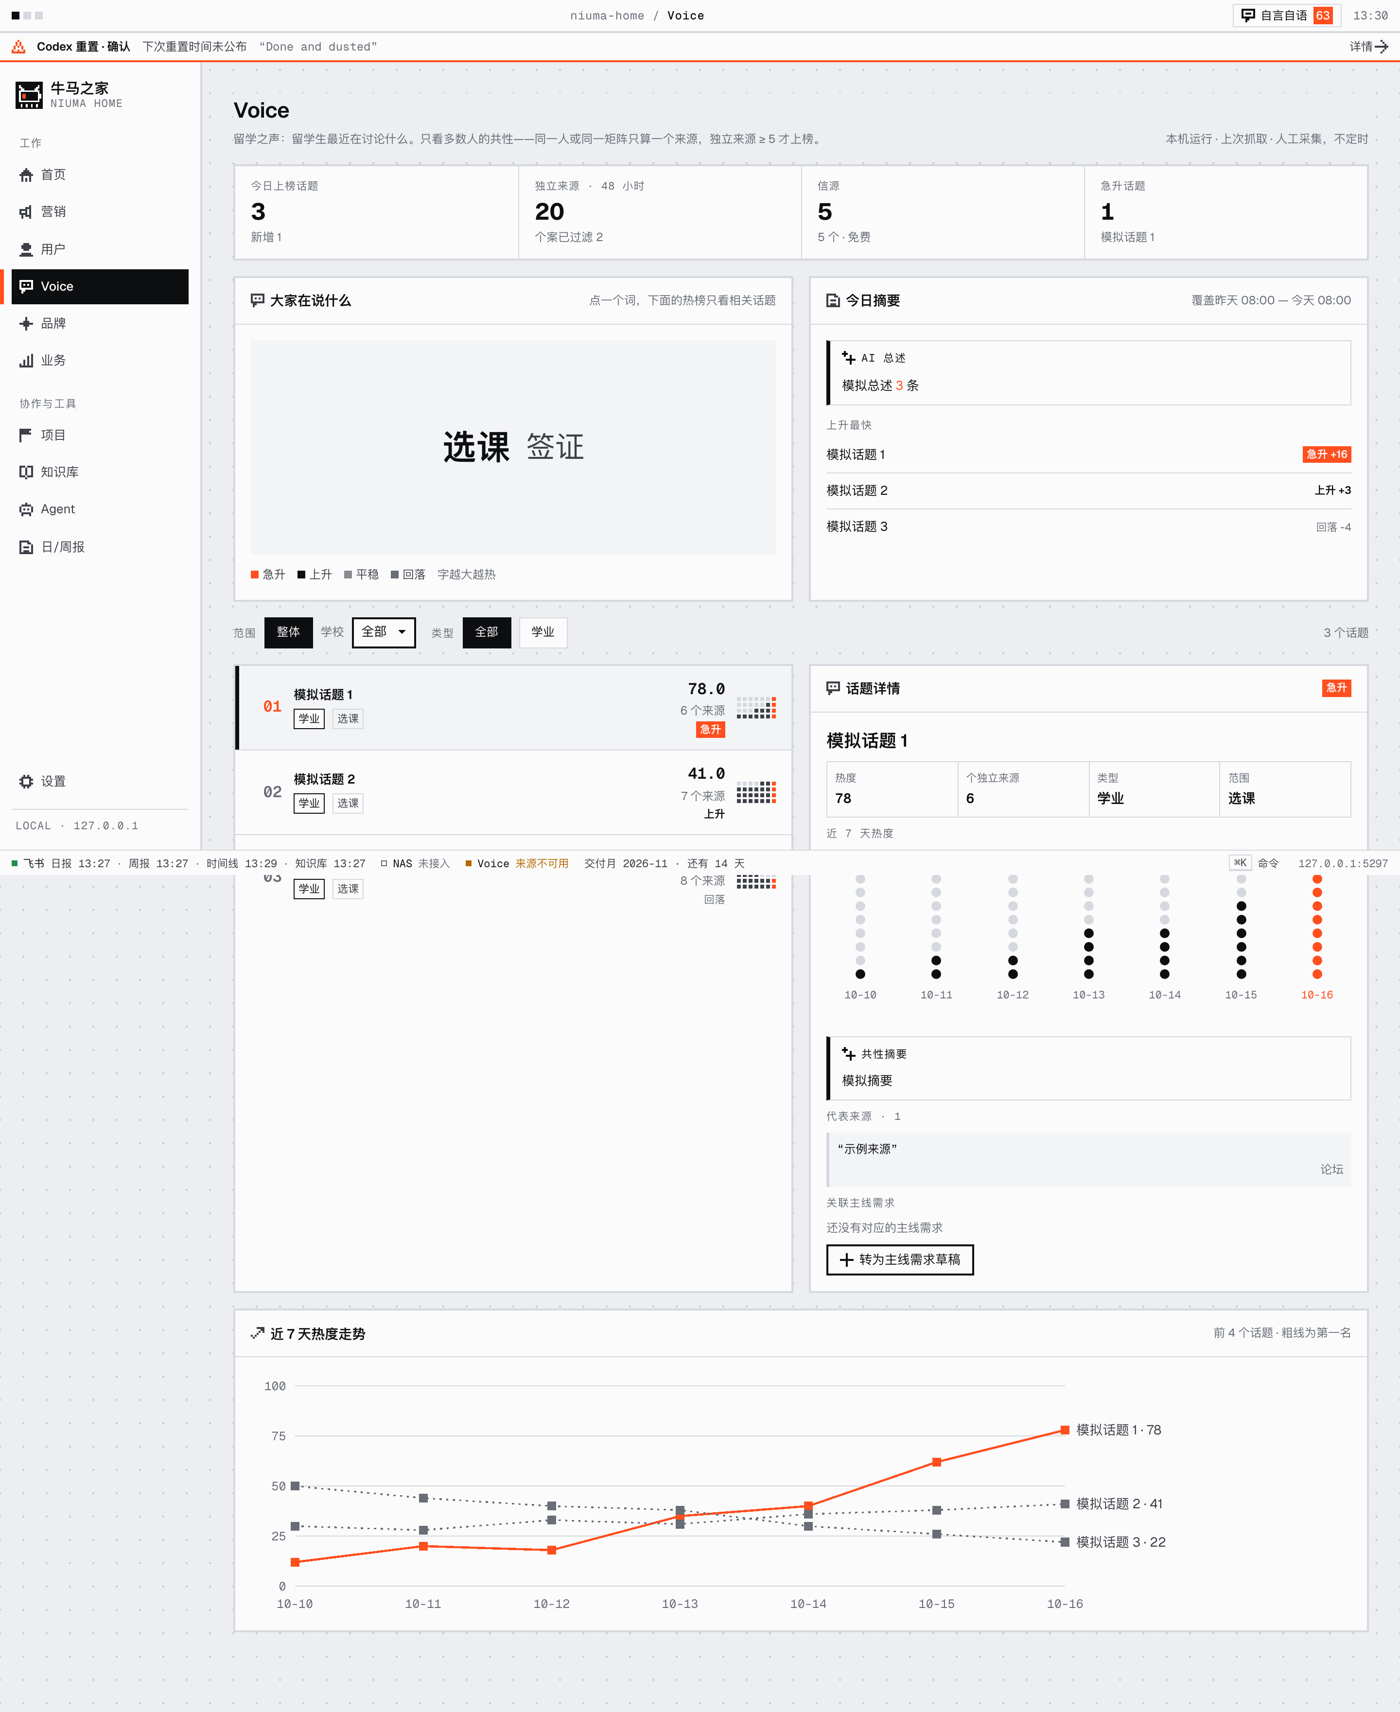 niuma-home / Voice
自言自语 63
13:30
Codex 重置·确认 下次重置时间未公布 “Done and dusted”
详情
牛马之家
NIUMA HOME
工作
首页
营销
用户
Voice
品牌
业务
协作与工具
项目
知识库
Agent
日/周报
设置
LOCAL · 127.0.0.1
Voice
留学之声：留学生最近在讨论什么。只看多数人的共性——同一人或同一矩阵只算一个来源，独立来源 ≥ 5 才上榜。
本机运行·上次抓取·人工采集，不定时
今日上榜话题
3
新增 1
独立来源 · 48 小时
20
个案已过滤 2
信源
5
5 个·免费
急升话题
1
模拟话题 1
大家在说什么
点一个词，下面的热榜只看相关话题
选课 签证
急升 上升 平稳 回落 字越大越热
今日摘要
覆盖昨天 08:00 — 今天 08:00
AI 总述
模拟总述 3 条
上升最快
模拟话题 1
急升 +16
模拟话题 2
上升 +3
模拟话题 3
回落 -4
范围 整体 学校 全部 类型 全部 学业
3 个话题
01
模拟话题 1
学业 选课
78.0
6 个来源
急升
02
模拟话题 2
学业 选课
41.0
7 个来源
上升
03
学业 选课
8 个来源
回落
话题详情
急升
模拟话题 1
热度
78
个独立来源
6
类型
学业
范围
选课
近 7 天热度
飞书 日报 13:27 · 周报 13:27 · 时间线 13:29 · 知识库 13:27
NAS 未接入
Voice 来源不可用
交付月 2026-11 · 还有 14 天
⌘K 命令
127.0.0.1:5297
10-10 10-11 10-12 10-13 10-14 10-15 10-16
共性摘要
模拟摘要
代表来源 · 1
“示例来源”
论坛
关联主线需求
还没有对应的主线需求
转为主线需求草稿
近 7 天热度走势
前 4 个话题·粗线为第一名
100
75
50
25
0
模拟话题 1·78
模拟话题 2·41
模拟话题 3·22
10-10 10-11 10-12 10-13 10-14 10-15 10-16